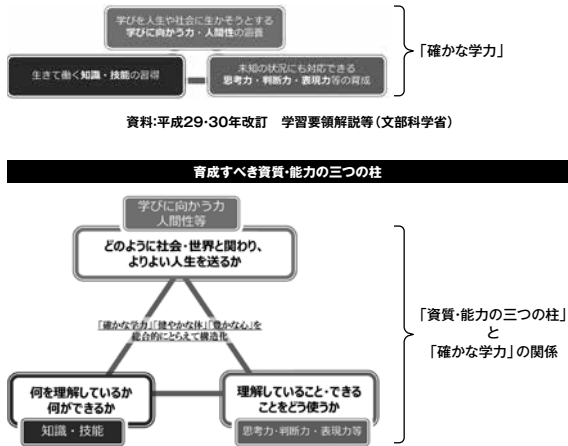 学びを人生や社会に生かそうとする
学びに向かう力・人間性の涵養
生きて働く知識・技能の習得
未知の状況にも対応できる
思考力・判断力・表現力等の育成
「確かな学力」
資料:平成29・30年改訂 学習要領解説等(文部科学省)
育成すべき資質・能力の三つの柱
学びに向かう力
人間性等
どのように社会・世界と関わり、
よりよい人生を送るか
「確かな学力」「健やかな体」「豊かな心」を
総合的にとらえて構造化
何を理解しているか
何ができるか
知識・技能
理解していること・できる
ことをどう使うか
思考力・判断力・表現力等
「資質・能力の三つの柱」
と
「確かな学力」の関係